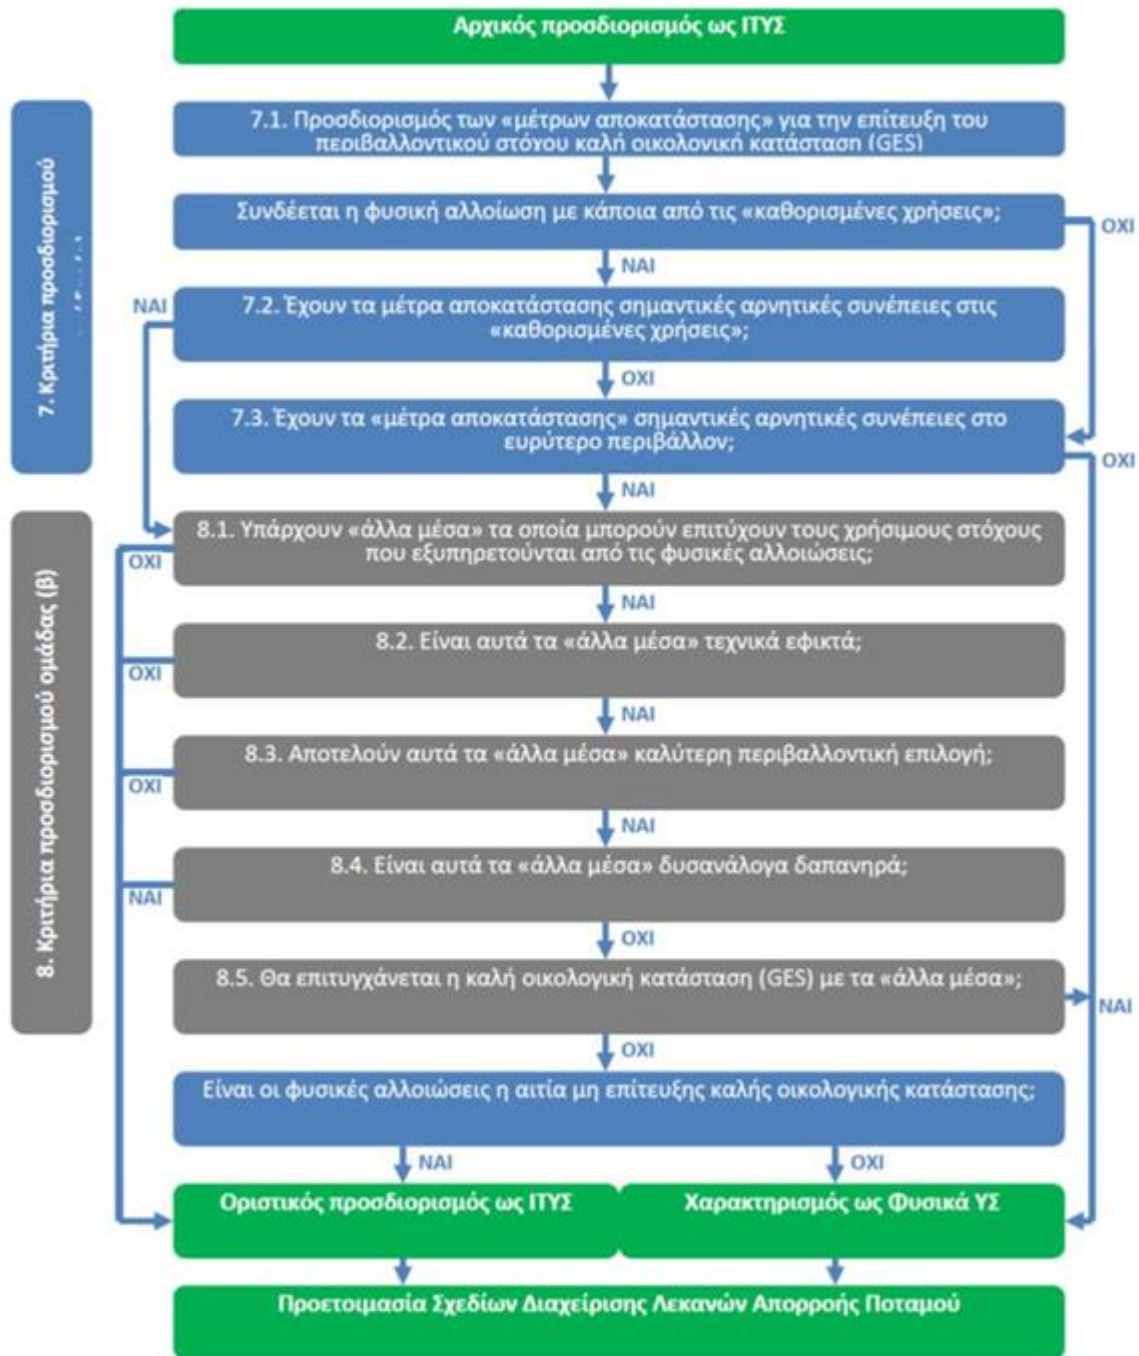 Αρχικός προσδιορισμός ως ΙΤΥΣ
7.1. Προσδιορισμός των «μέτρων αποκατάστασης» για την επίτευξη του
περιβαλλοντικού στόχου καλή οικολογική κατάσταση (GES)
Συνδέεται η φυσική αλλοίωση με κάποια από τις «καθορισμένες χρήσεις»;
ΟΧΙ
ΝΑΙ
7. Κριτήρια προσδιορισμού
ΝΑΙ
7.2. Έχουν τα μέτρα αποκατάστασης σημαντικές αρνητικές συνέπειες στις
«καθορισμένες χρήσεις»;
ΟΧΙ
7.3. Έχουν τα «μέτρα αποκατάστασης» σημαντικές αρνητικές συνέπειες στο
ευρύτερο περιβάλλον;
ΟΧΙ
ΝΑΙ
8. Κριτήρια προσδιορισμού ομάδας (β)
8.1. Υπάρχουν «άλλα μέσα» τα οποία μπορούν επιτύχουν τους χρήσιμους στόχους
που εξυπηρετούνται από τις φυσικές αλλοιώσεις;
ΟΧΙ
ΝΑΙ
8.2. Είναι αυτά τα «άλλα μέσα» τεχνικά εφικτά;
ΟΧΙ
ΝΑΙ
8.3. Αποτελούν αυτά τα «άλλα μέσα» καλύτερη περιβαλλοντική επιλογή;
ΟΧΙ
ΝΑΙ
8.4. Είναι αυτά τα «άλλα μέσα» δυσανάλογα δαπανηρά;
ΝΑΙ
ΟΧΙ
8.5. Θα επιτυγχάνεται η καλή οικολογική κατάσταση (GES) με τα «άλλα μέσα»;
ΝΑΙ
ΟΧΙ
Είναι οι φυσικές αλλοιώσεις η αιτία μη επίτευξης καλής οικολογικής κατάστασης;
ΝΑΙ
ΟΧΙ
Οριστικός προσδιορισμός ως ΙΤΥΣ
Χαρακτηρισμός ως Φυσικά ΥΣ
Προετοιμασία Σχεδίων Διαχείρισης Λεκανών Απορροής Ποταμού